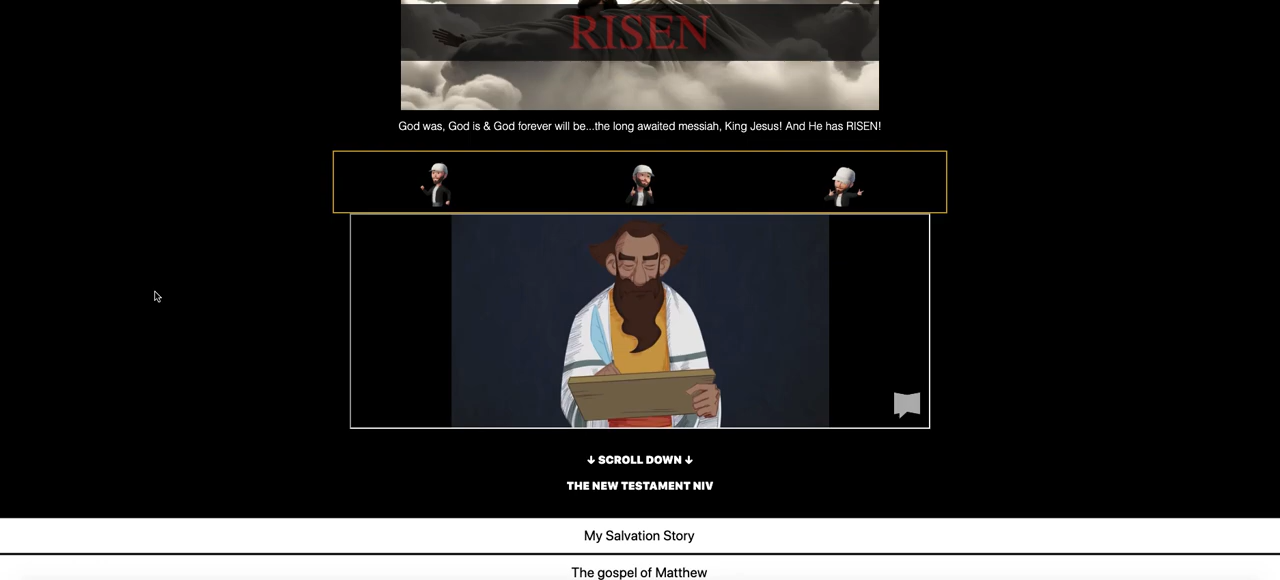 RISEN
God was, God is & God forever will be...the long awaited messiah, King Jesus! And He has RISEN!
↓ SCROLL DOWN ↓
THE NEW TESTAMENT NIV
My Salvation Story
The gospel of Matthew